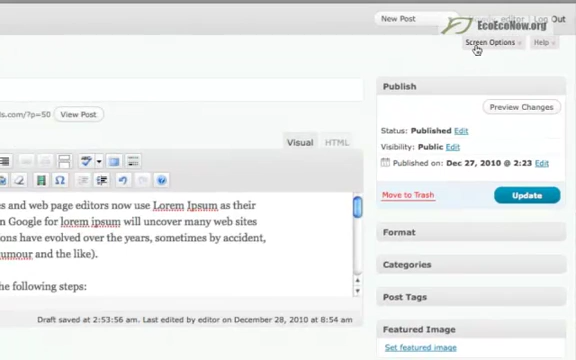 New Post
editor | Log Out
EcoEcoNow.org
Screen Options
Help
ls.com/?p=50 View Post
Publish
Preview Changes
Status: Published Edit
Visibility: Public Edit
Published on: Dec 27, 2010 @ 2:23 Edit
Move to Trash Update
Visual HTML
s and web page editors now use Lorem Ipsum as their
n Google for lorem ipsum will uncover many web sites
ons have evolved over the years, sometimes by accident,
umour and the like).
he following steps:
Draft saved at 2:53:56 am. Last edited by editor on December 28, 2010 at 8:54 am
Format
Categories
Post Tags
Featured Image
Set featured image